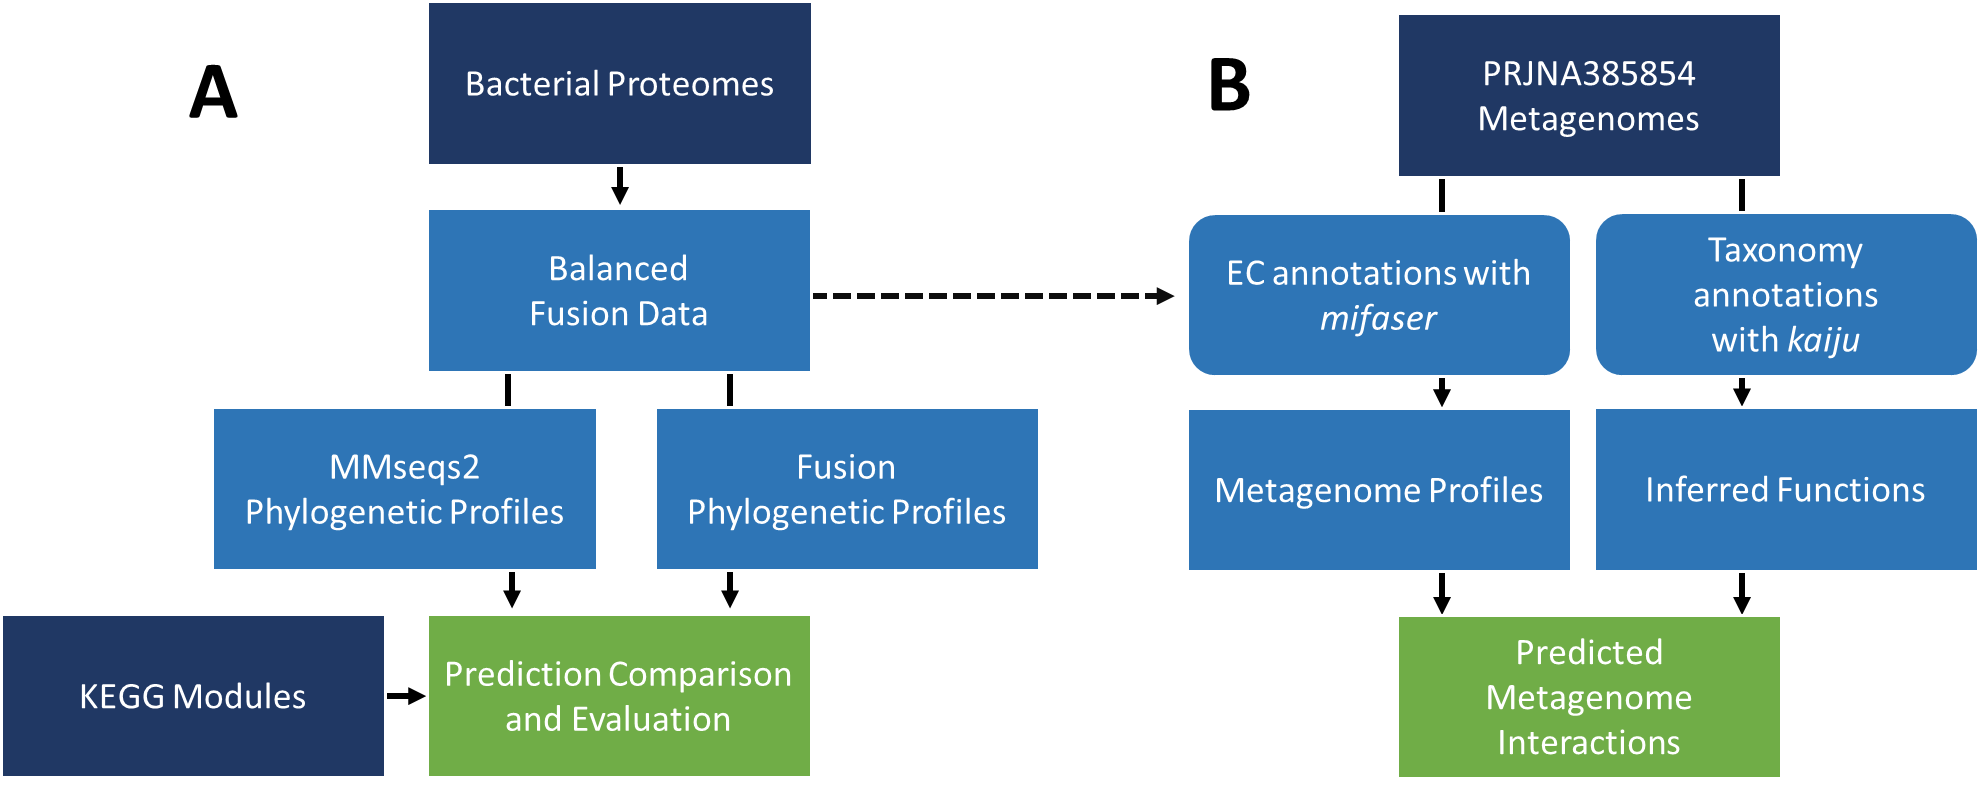 A
Bacterial Proteomes
Balanced
Fusion Data
MMseqs2
Phylogenetic Profiles
Fusion
Phylogenetic Profiles
KEGG Modules
Prediction Comparison
and Evaluation
B
PRJNA385854
Metagenomes
EC annotations with
mifaser
Taxonomy
annotations
with kaiju
Metagenome Profiles
Inferred Functions
Predicted
Metagenome
Interactions